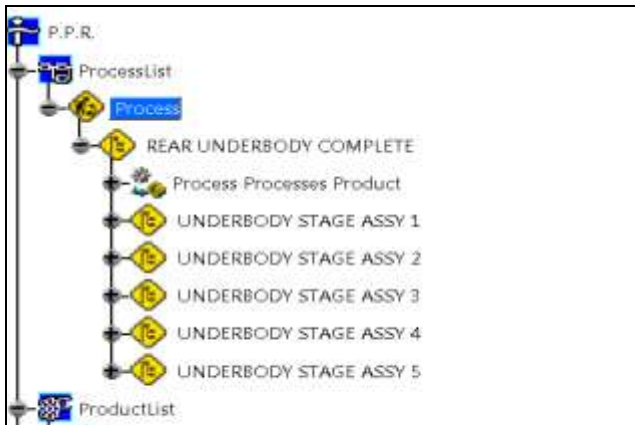 P.P.R.
ProcessList
Process
REAR UNDERBODY COMPLETE
Process Processes Product
UNDERBODY STAGE ASSY 1
UNDERBODY STAGE ASSY 2
UNDERBODY STAGE ASSY 3
UNDERBODY STAGE ASSY 4
UNDERBODY STAGE ASSY 5
ProductList